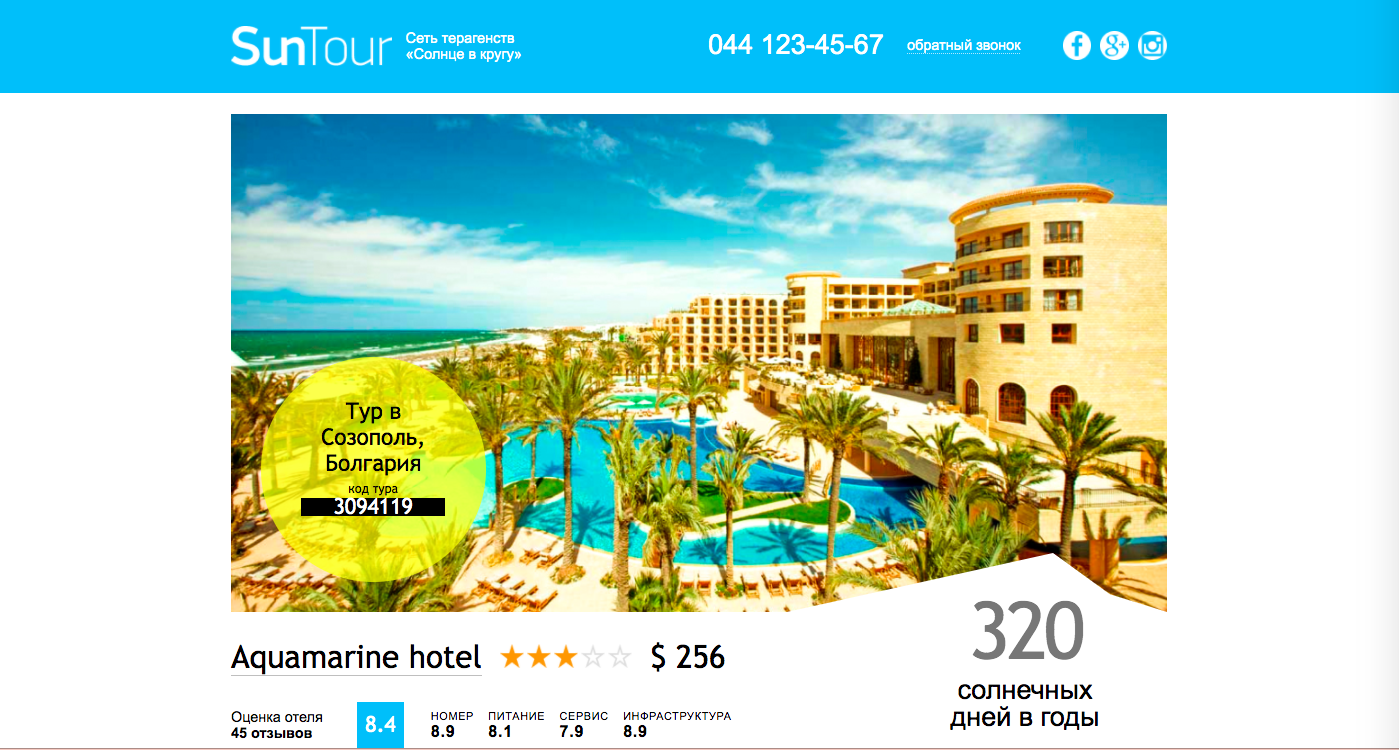 SunTour
Сеть терагенств
«Солнце в кругу»
044 123-45-67
обратный звонок
f
g+
Тур в
Созополь,
Болгария
код тура
3094119
Aquamarine hotel
$ 256
320
солнечных
дней в годы
Оценка отеля
45 отзывов
8.4
НОМЕР ПИТАНИЕ СЕРВИС ИНФРАСТРУКТУРА
8.9 8.1 7.9 8.9